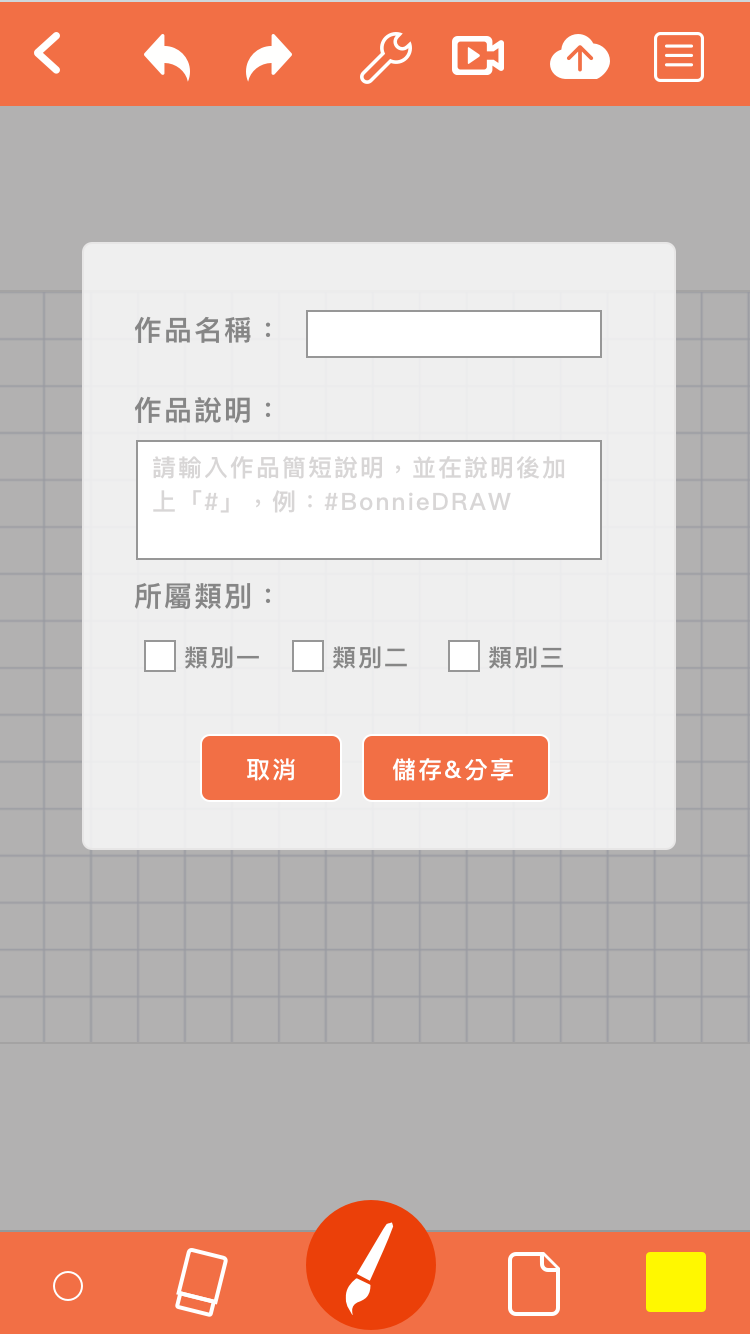 作品名稱：
作品說明：
請輸入作品簡短說明，並在說明後加
上「#」，例：#BonnieDRAW
所屬類別：
類別一 類別二 類別三
取消 儲存&分享